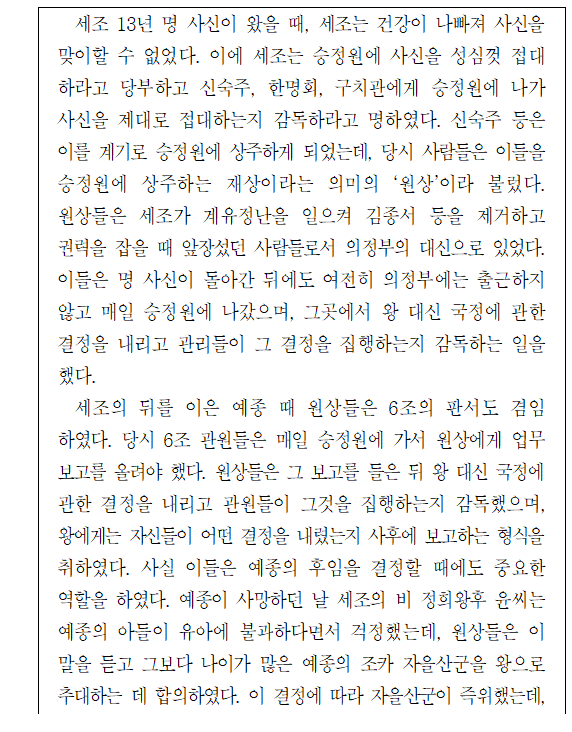 세조 13년 명 사신이 왔을 때, 세조는 건강이 나빠져 사신을
맞이할 수 없었다. 이에 세조는 승정원에 사신을 성심껏 접대
하라고 당부하고 신숙주, 한명회, 구치관에게 승정원에 나가
사신을 제대로 접대하는지 감독하라고 명하였다. 신숙주 등은
이를 계기로 승정원에 상주하게 되었는데, 당시 사람들은 이들을
승정원에 상주하는 재상이라는 의미의 ‘원상’이라 불렀다.
원상들은 세조가 계유정난을 일으켜 김종서 등을 제거하고
권력을 잡을 때 앞장섰던 사람들로서 의정부의 대신으로 있었다.
이들은 명 사신이 돌아간 뒤에도 여전히 의정부에는 출근하지
않고 매일 승정원에 나갔으며, 그곳에서 왕 대신 국정에 관한
결정을 내리고 관리들이 그 결정을 집행하는지 감독하는 일을
했다.
세조의 뒤를 이은 예종 때 원상들은 6조의 판서도 겸임
하였다. 당시 6조 관원들은 매일 승정원에 가서 원상에게 업무
보고를 올려야 했다. 원상들은 그 보고를 들은 뒤 왕 대신 국정에
관한 결정을 내리고 관원들이 그것을 집행하는지 감독했으며,
왕에게는 자신들이 어떤 결정을 내렸는지 사후에 보고하는 형식을
취하였다. 사실 이들은 예종의 후임을 결정할 때에도 중요한
역할을 하였다. 예종이 사망하던 날 세조의 비 정희왕후 윤씨는
예종의 아들이 유아에 불과하다면서 걱정했는데, 원상들은 이
말을 듣고 그보다 나이가 많은 예종의 조카 자을산군을 왕으로
추대하는 데 합의하였다. 이 결정에 따라 자을산군이 즉위했는데,